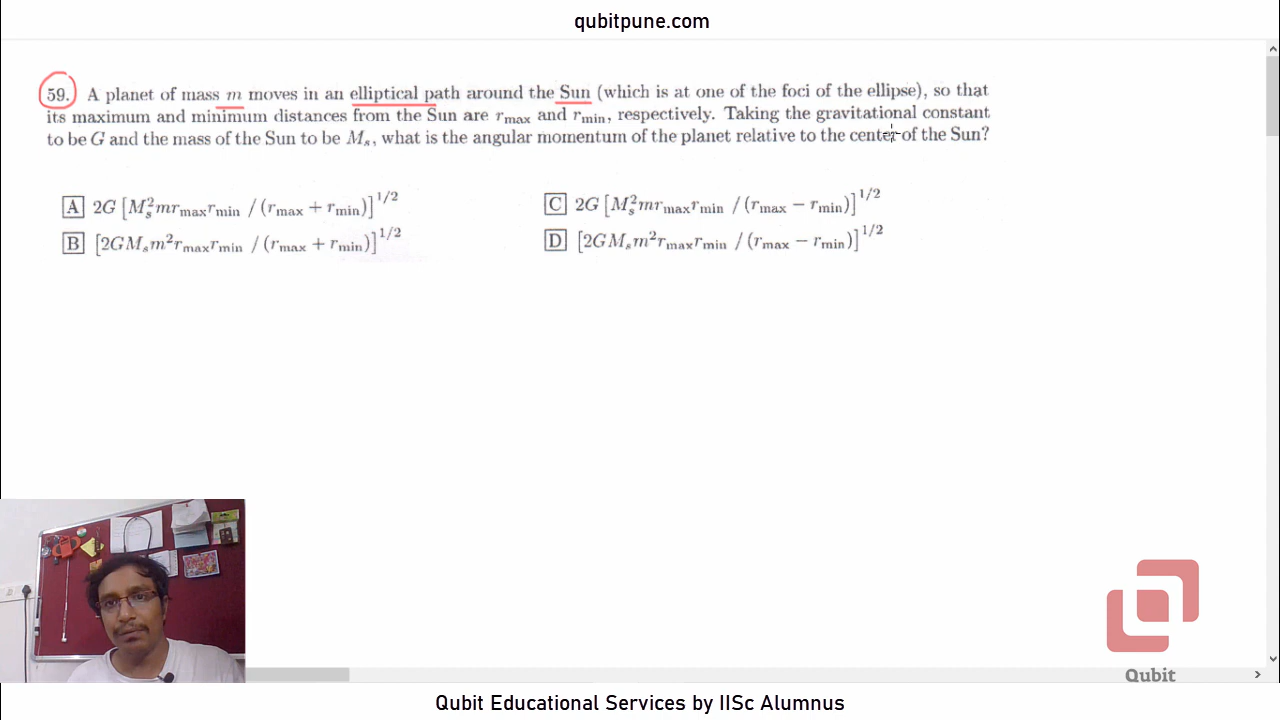 qubitpune.com
59. A planet of mass m moves in an elliptical path around the Sun (which is at one of the foci of the ellipse), so that
its maximum and minimum distances from the Sun are r_max and r_min, respectively. Taking the gravitational constant
to be G and the mass of the Sun to be M_s, what is the angular momentum of the planet relative to the center of the Sun?
A 2G [M_s^2 m r_max r_min / (r_max + r_min)]^1/2
C 2G [M_s^2 m r_max r_min / (r_max − r_min)]^1/2
B [2GM_s m^2 r_max r_min / (r_max + r_min)]^1/2
D [2GM_s m^2 r_max r_min / (r_max − r_min)]^1/2
Qubit
Qubit Educational Services by IISc Alumnus